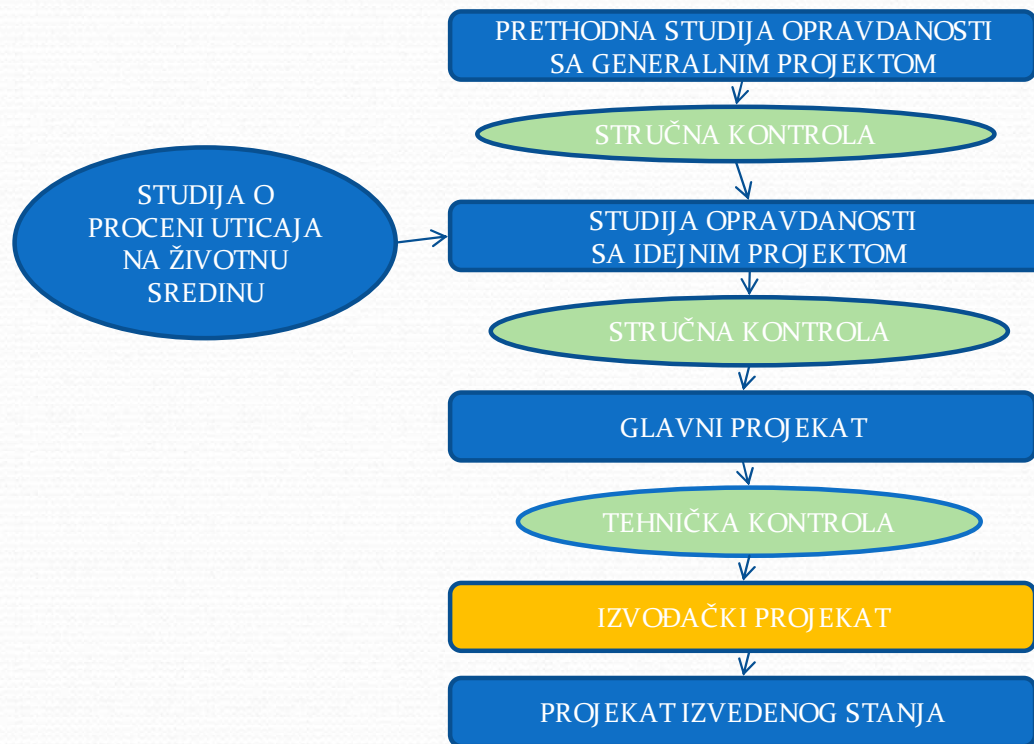 PRETHODNA STUDIJA OPRAVDANOSTI
SA GENERALNIM PROJEKTOM
STRUČNA KONTROLA
STUDIJA O
PROCENI UTICAJA
NA ŽIVOTNU
SREDINU
STUDIJA OPRAVDANOSTI
SA IDEJNIM PROJEKTOM
STRUČNA KONTROLA
GLAVNI PROJEKAT
TEHNIČKA KONTROLA
IZVOĐAČKI PROJEKAT
PROJEKAT IZVEDENOG STANJA